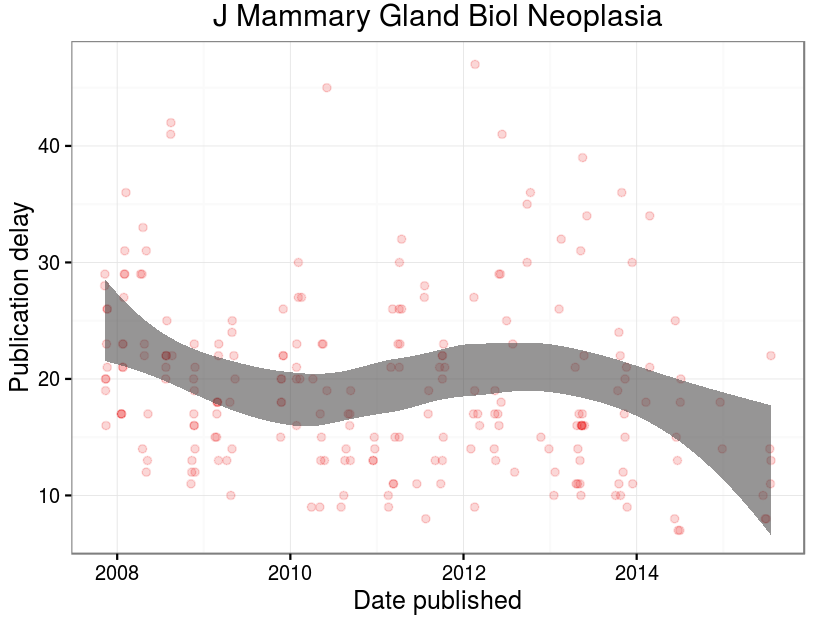 J Mammary Gland Biol Neoplasia
Publication delay
40
30
20
10
2008 2010 2012 2014
Date published